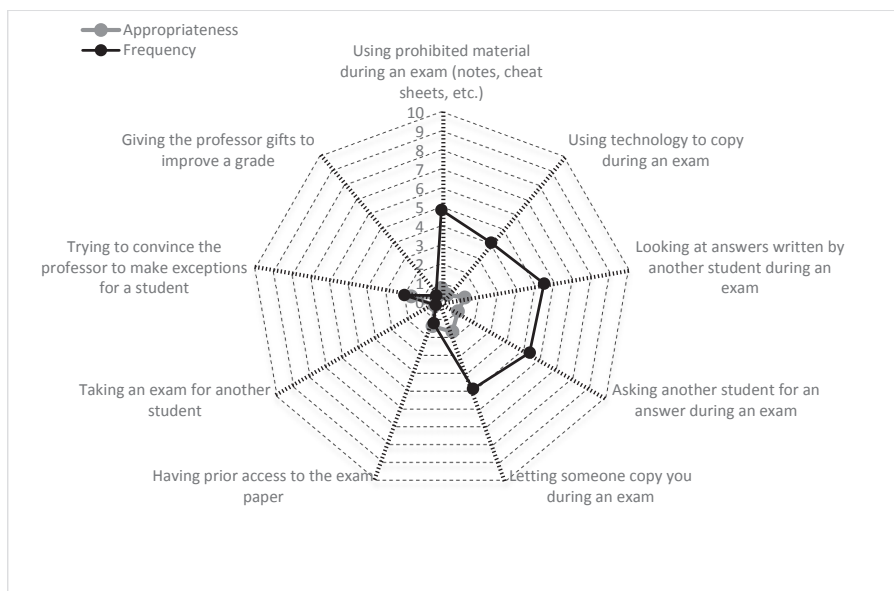 Appropriateness
Frequency
Using prohibited material
during an exam (notes, cheat
sheets, etc.)
10
9
8
7
6
5
4
3
2
1
0
Using technology to copy
during an exam
Looking at answers written by
another student during an
exam
Asking another student for an
answer during an exam
Letting someone copy you
during an exam
Having prior access to the exam
paper
Taking an exam for another
student
Trying to convince the
professor to make exceptions
for a student
Giving the professor gifts to
improve a grade